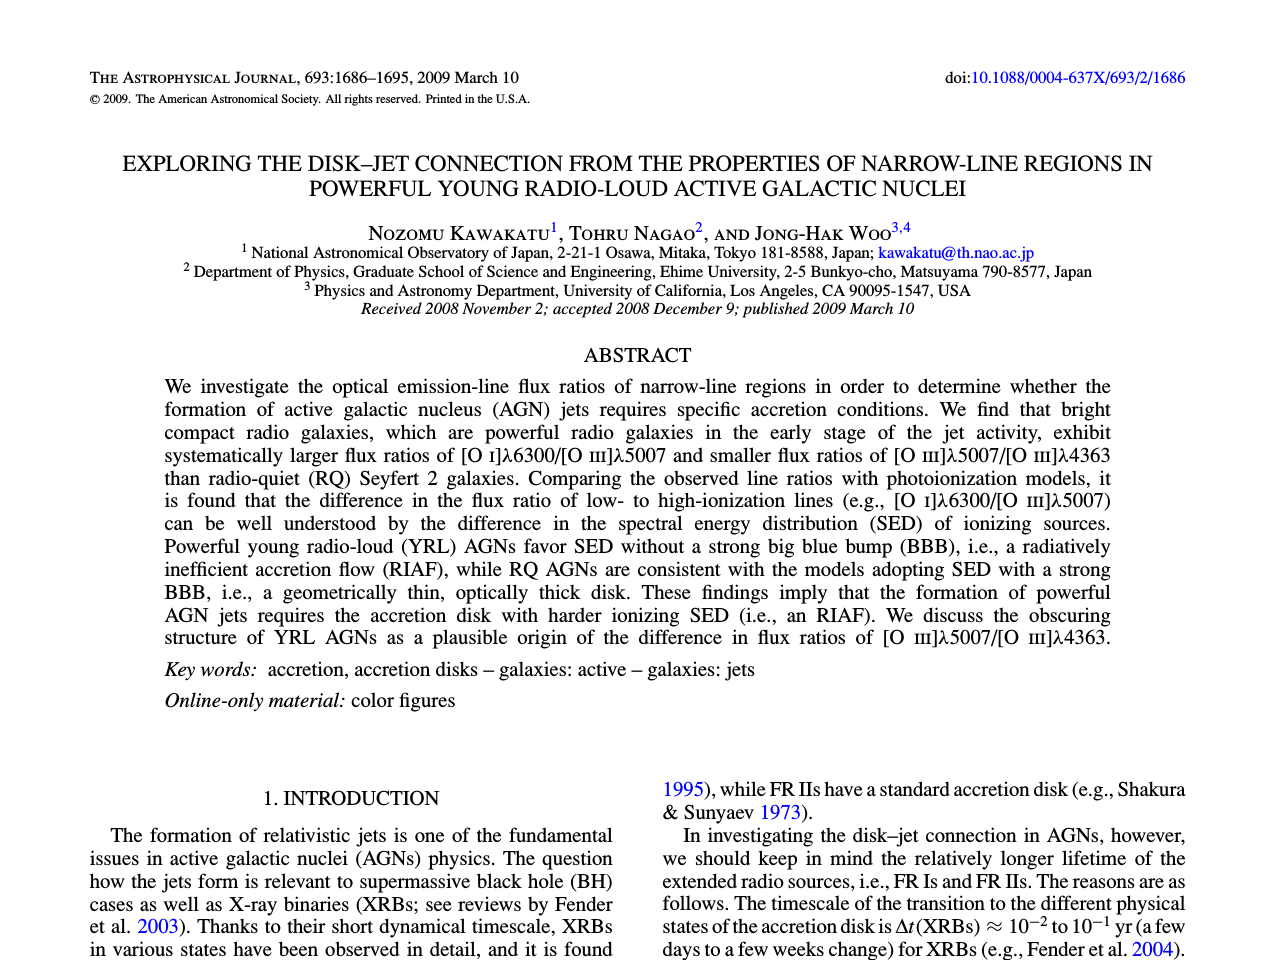 THE ASTROPHYSICAL JOURNAL, 693:1686–1695, 2009 March 10
doi:10.1088/0004-637X/693/2/1686
© 2009. The American Astronomical Society. All rights reserved. Printed in the U.S.A.
EXPLORING THE DISK–JET CONNECTION FROM THE PROPERTIES OF NARROW-LINE REGIONS IN
POWERFUL YOUNG RADIO-LOUD ACTIVE GALACTIC NUCLEI
NOZOMU KAWAKATU1, TOHRU NAGAO2, AND JONG-HAK WOO3,4
1 National Astronomical Observatory of Japan, 2-21-1 Osawa, Mitaka, Tokyo 181-8588, Japan; kawakatu@th.nao.ac.jp
2 Department of Physics, Graduate School of Science and Engineering, Ehime University, 2-5 Bunkyo-cho, Matsuyama 790-8577, Japan
3 Physics and Astronomy Department, University of California, Los Angeles, CA 90095-1547, USA
Received 2008 November 2; accepted 2008 December 9; published 2009 March 10
ABSTRACT
We investigate the optical emission-line flux ratios of narrow-line regions in order to determine whether the
formation of active galactic nucleus (AGN) jets requires specific accretion conditions. We find that bright
compact radio galaxies, which are powerful radio galaxies in the early stage of the jet activity, exhibit
systematically larger flux ratios of [O I]λ6300/[O III]λ5007 and smaller flux ratios of [O III]λ5007/[O III]λ4363
than radio-quiet (RQ) Seyfert 2 galaxies. Comparing the observed line ratios with photoionization models, it
is found that the difference in the flux ratio of low- to high-ionization lines (e.g., [O I]λ6300/[O III]λ5007)
can be well understood by the difference in the spectral energy distribution (SED) of ionizing sources.
Powerful young radio-loud (YRL) AGNs favor SED without a strong big blue bump (BBB), i.e., a radiatively
inefficient accretion flow (RIAF), while RQ AGNs are consistent with the models adopting SED with a strong
BBB, i.e., a geometrically thin, optically thick disk. These findings imply that the formation of powerful
AGN jets requires the accretion disk with harder ionizing SED (i.e., an RIAF). We discuss the obscuring
structure of YRL AGNs as a plausible origin of the difference in flux ratios of [O III]λ5007/[O III]λ4363.
Key words: accretion, accretion disks – galaxies: active – galaxies: jets
Online-only material: color figures
1. INTRODUCTION
The formation of relativistic jets is one of the fundamental
issues in active galactic nuclei (AGNs) physics. The question
how the jets form is relevant to supermassive black hole (BH)
cases as well as X-ray binaries (XRBs; see reviews by Fender
et al. 2003). Thanks to their short dynamical timescale, XRBs
in various states have been observed in detail, and it is found
1995), while FR IIs have a standard accretion disk (e.g., Shakura
& Sunyaev 1973).
In investigating the disk–jet connection in AGNs, however,
we should keep in mind the relatively longer lifetime of the
extended radio sources, i.e., FR Is and FR IIs. The reasons are as
follows. The timescale of the transition to the different physical
states of the accretion disk is Δt(XRBs) ≈ 10−2 to 10−1 yr (a few
days to a few weeks change) for XRBs (e.g., Fender et al. 2004).